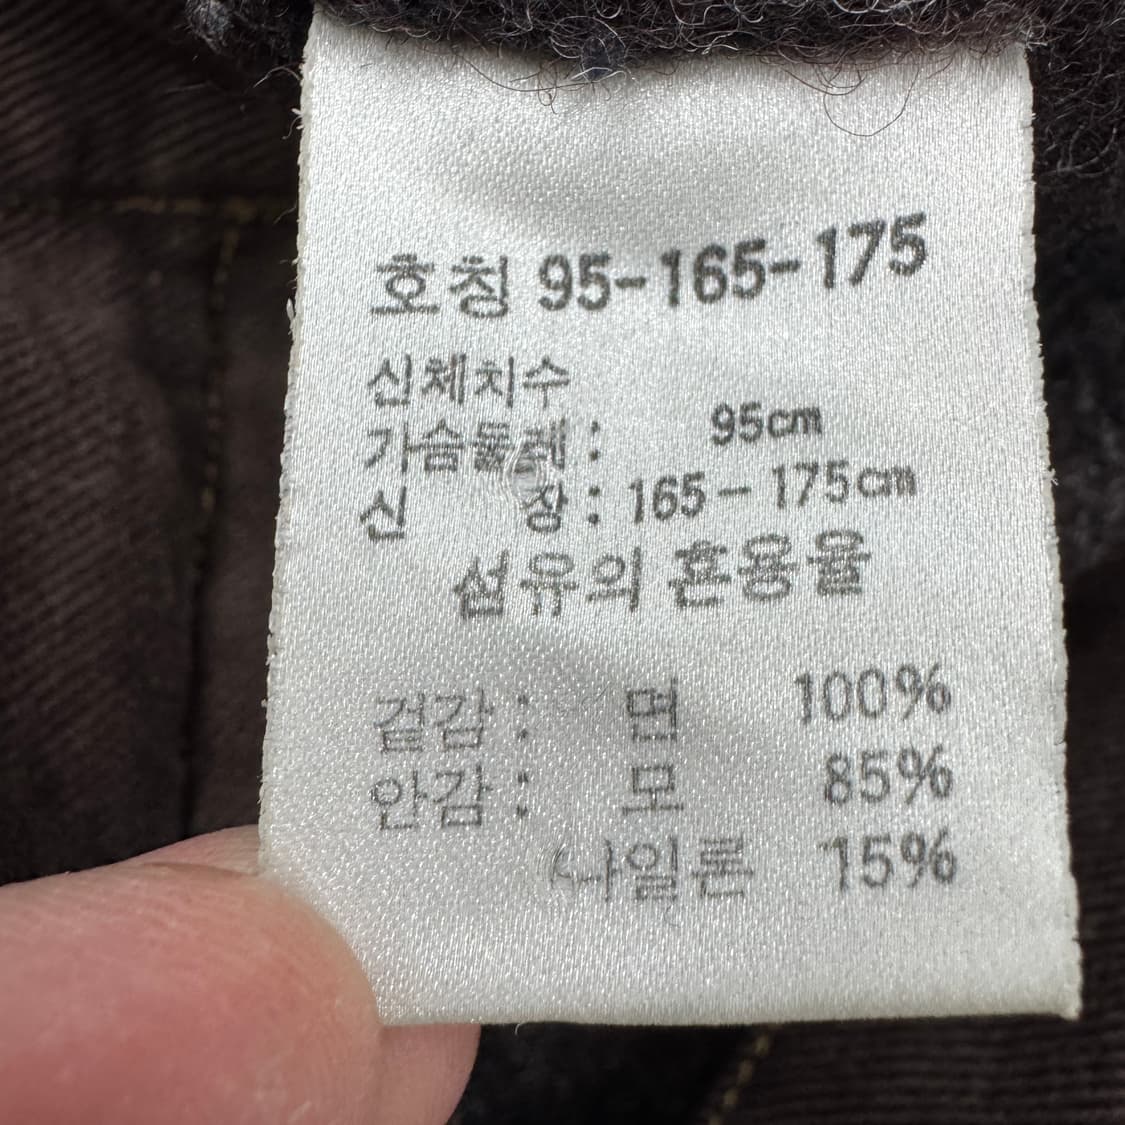 호칭 95-165-175
신체치수
가슴둘레 : 95cm
신 장 : 165-175cm
섬유의 혼용율
겉감 : 면 100%
안감 : 모 85%
나일론 15%